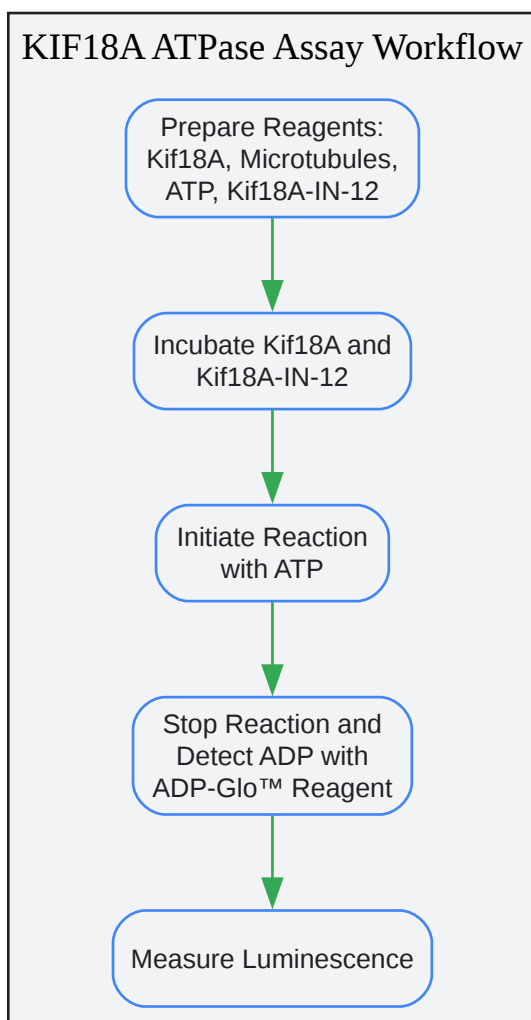 KIF18A ATPase Assay Workflow
Prepare Reagents:
Kif18A, Microtubules,
ATP, Kif18A-IN-12
Incubate Kif18A and
Kif18A-IN-12
Initiate Reaction
with ATP
Stop Reaction and
Detect ADP with
ADP-Glo™ Reagent
Measure Luminescence